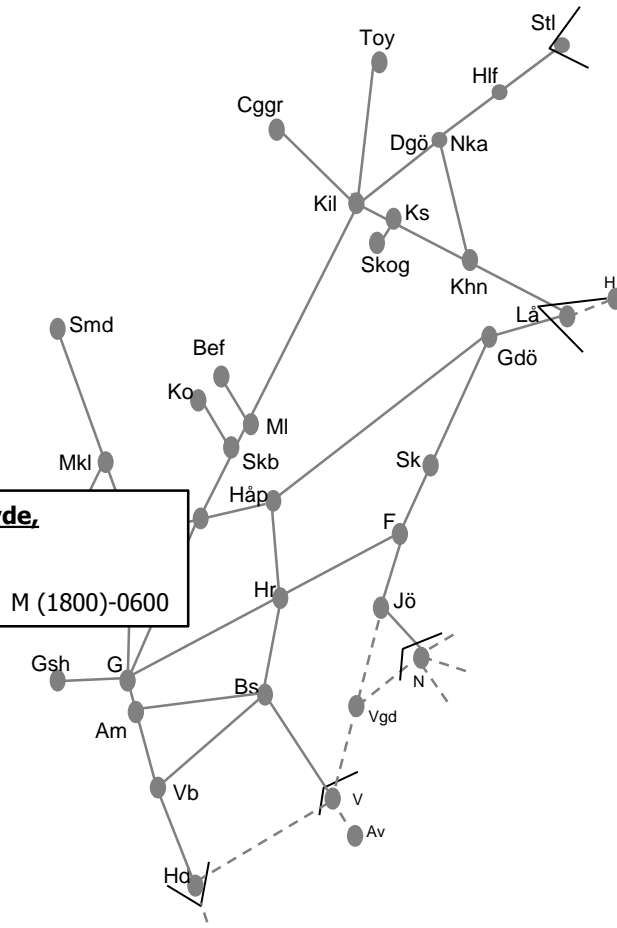 Stl
Toy
Hlf
Cggr
Dgö
Nka
Kil
Ks
Skog
Khn
H
Lå
Smd
Gdö
Bef
Ko
Ml
Skb
Mkl
Sk
Håp
F
M (1800)-0600
Hr
Jö
Gsh
G
Bs
N
Am
Vgd
Vb
V
Av
Hd